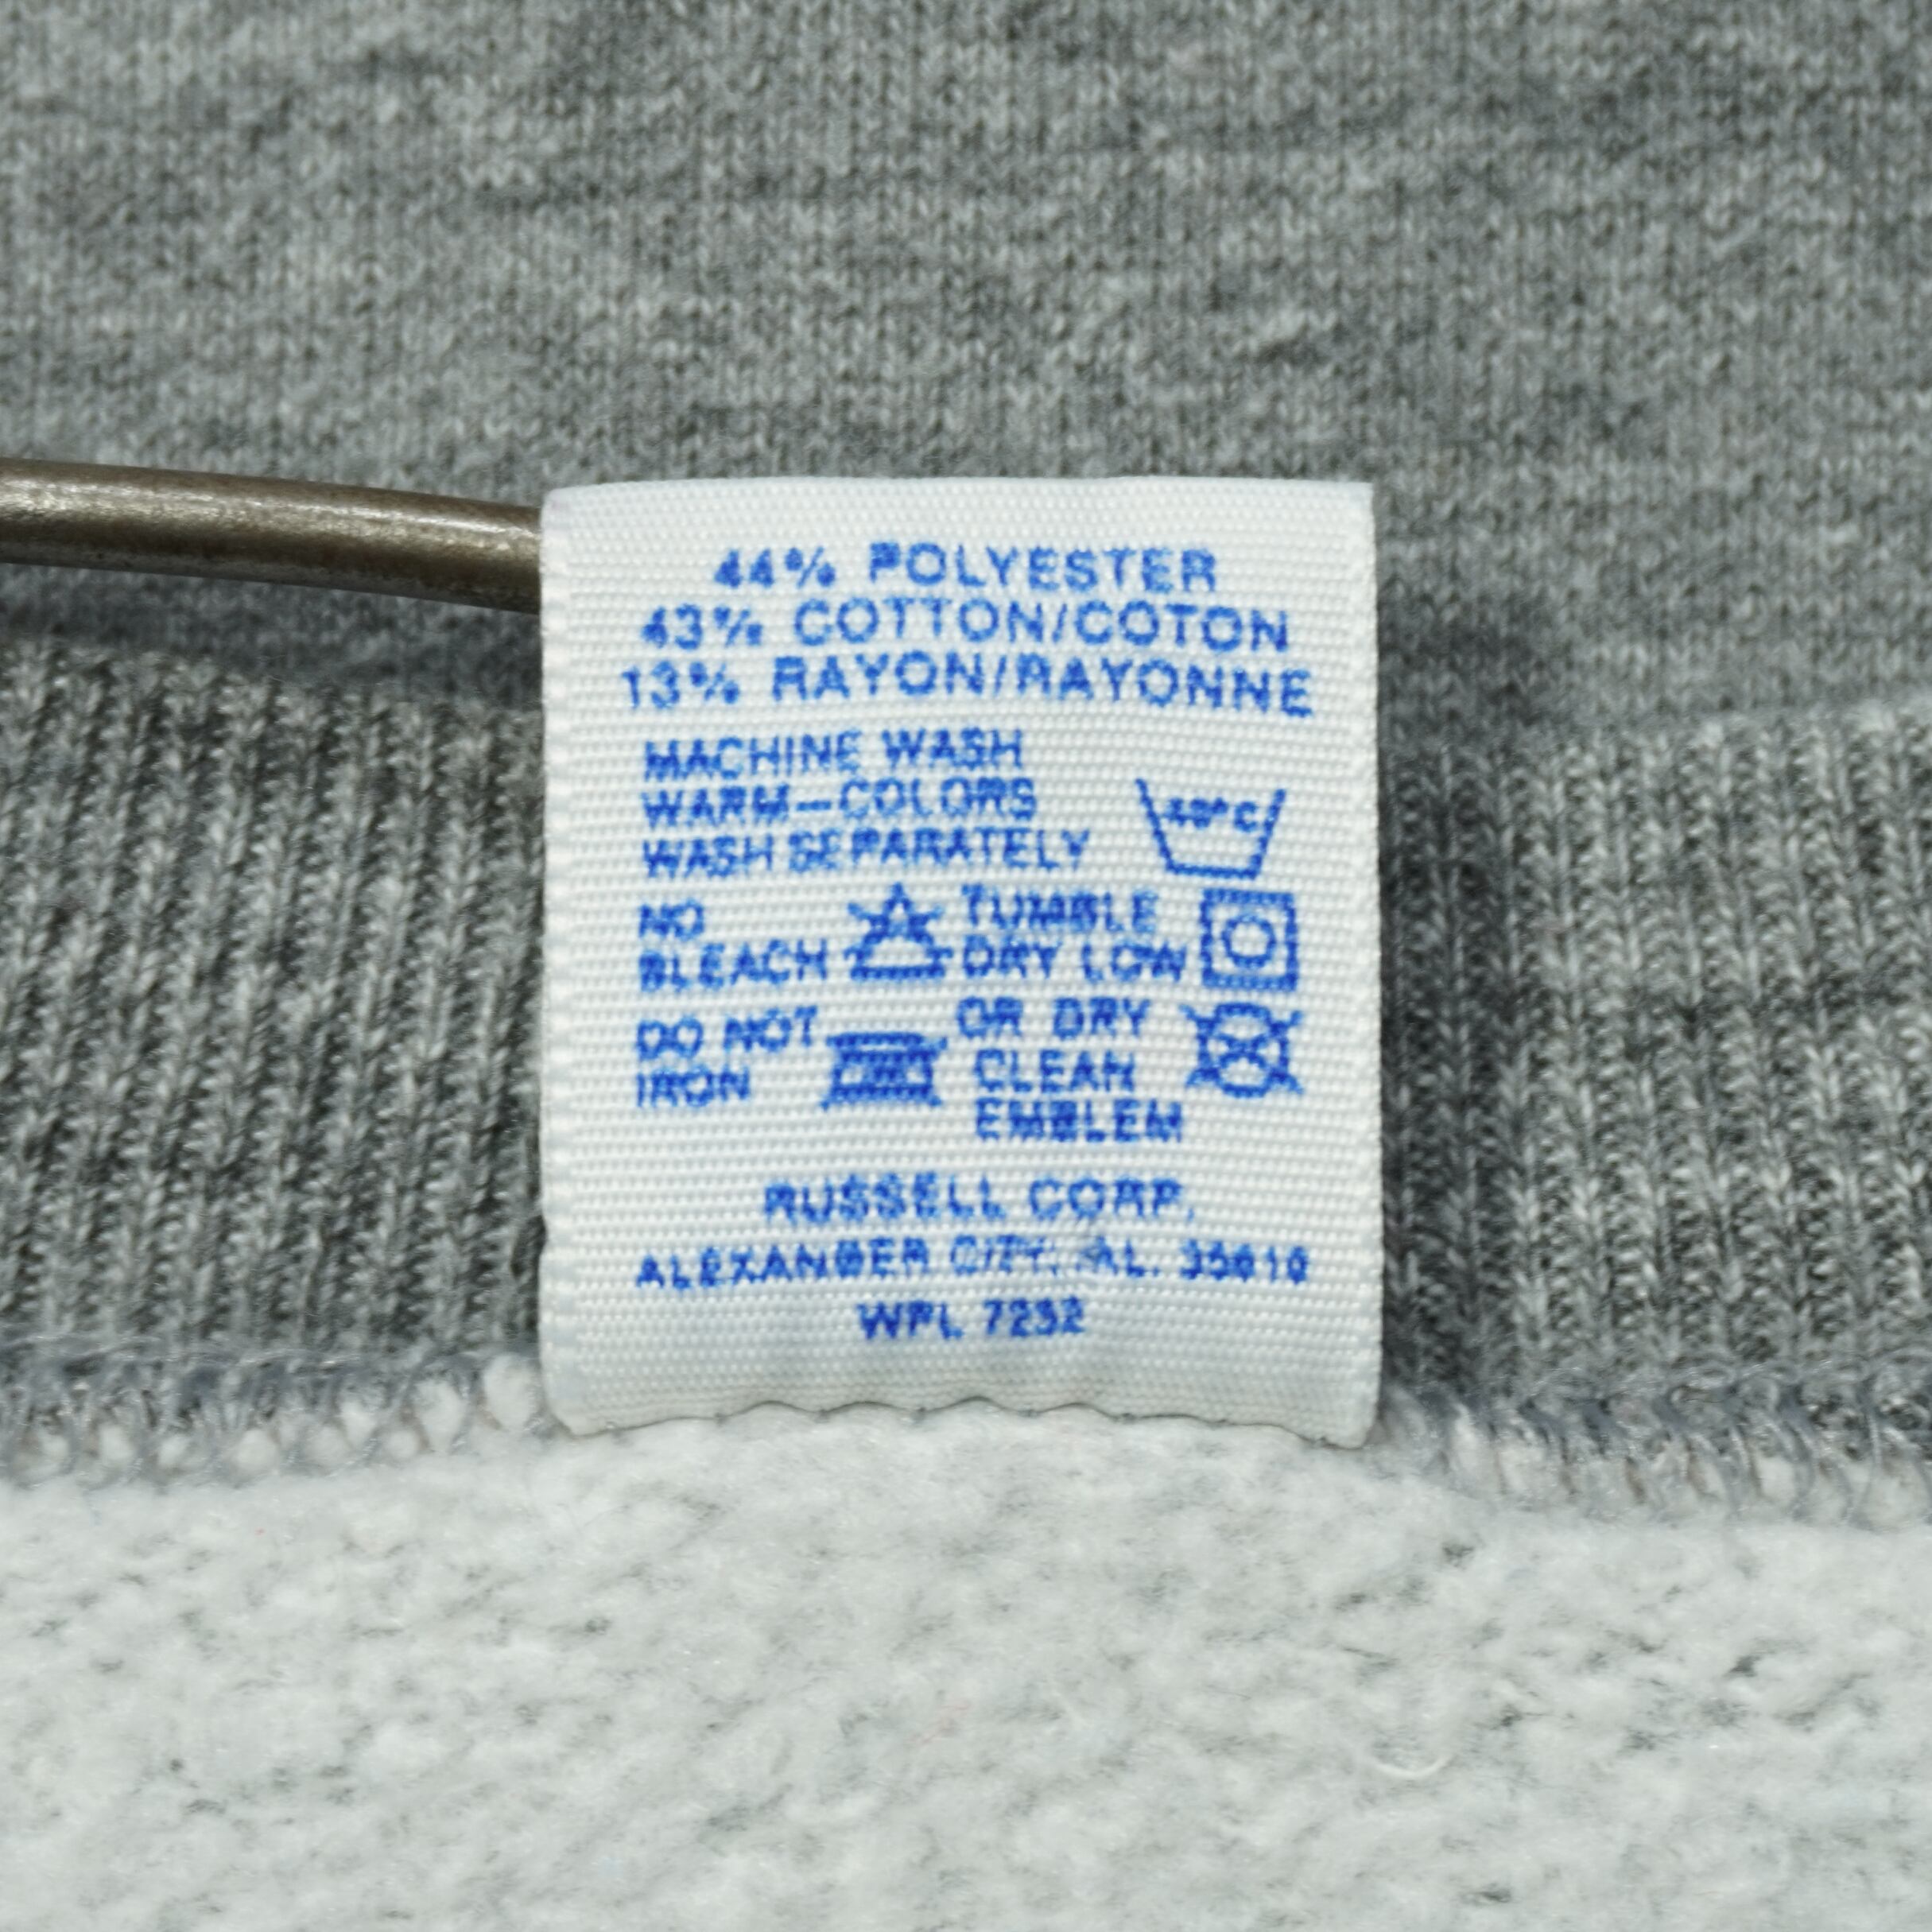 44% POLYESTER
43% COTTON/COTON
13% RAYON/RAYONNE
MACHINE WASH
WARM—COLORS
WASH SEPARATELY
40°C
NO
BLEACH
TUMBLE
DRY LOW
DO NOT
IRON
OR DRY
CLEAN
EMBLEM
RUSSELL CORP.
ALEXANDER CITY, AL. 35010
WPL 7232